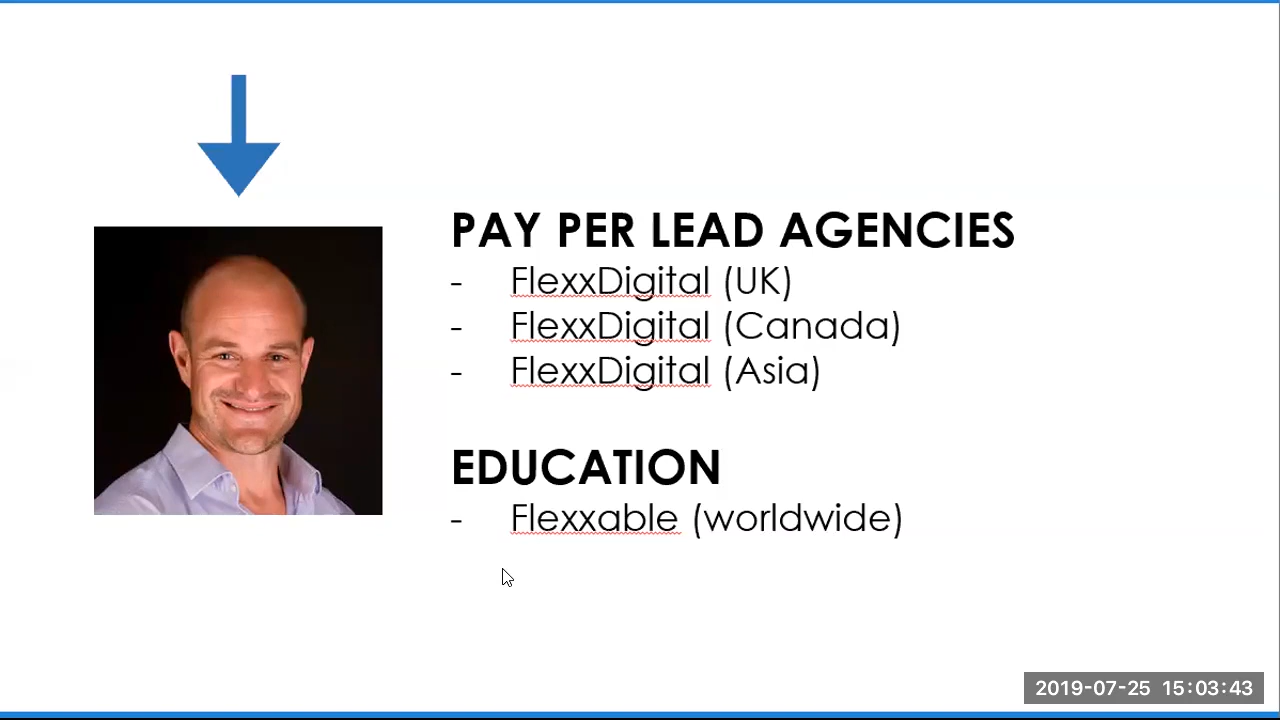 PAY PER LEAD AGENCIES
- FlexxDigital (UK)
- FlexxDigital (Canada)
- FlexxDigital (Asia)
EDUCATION
- Flexxable (worldwide)
2019-07-25 15:03:43